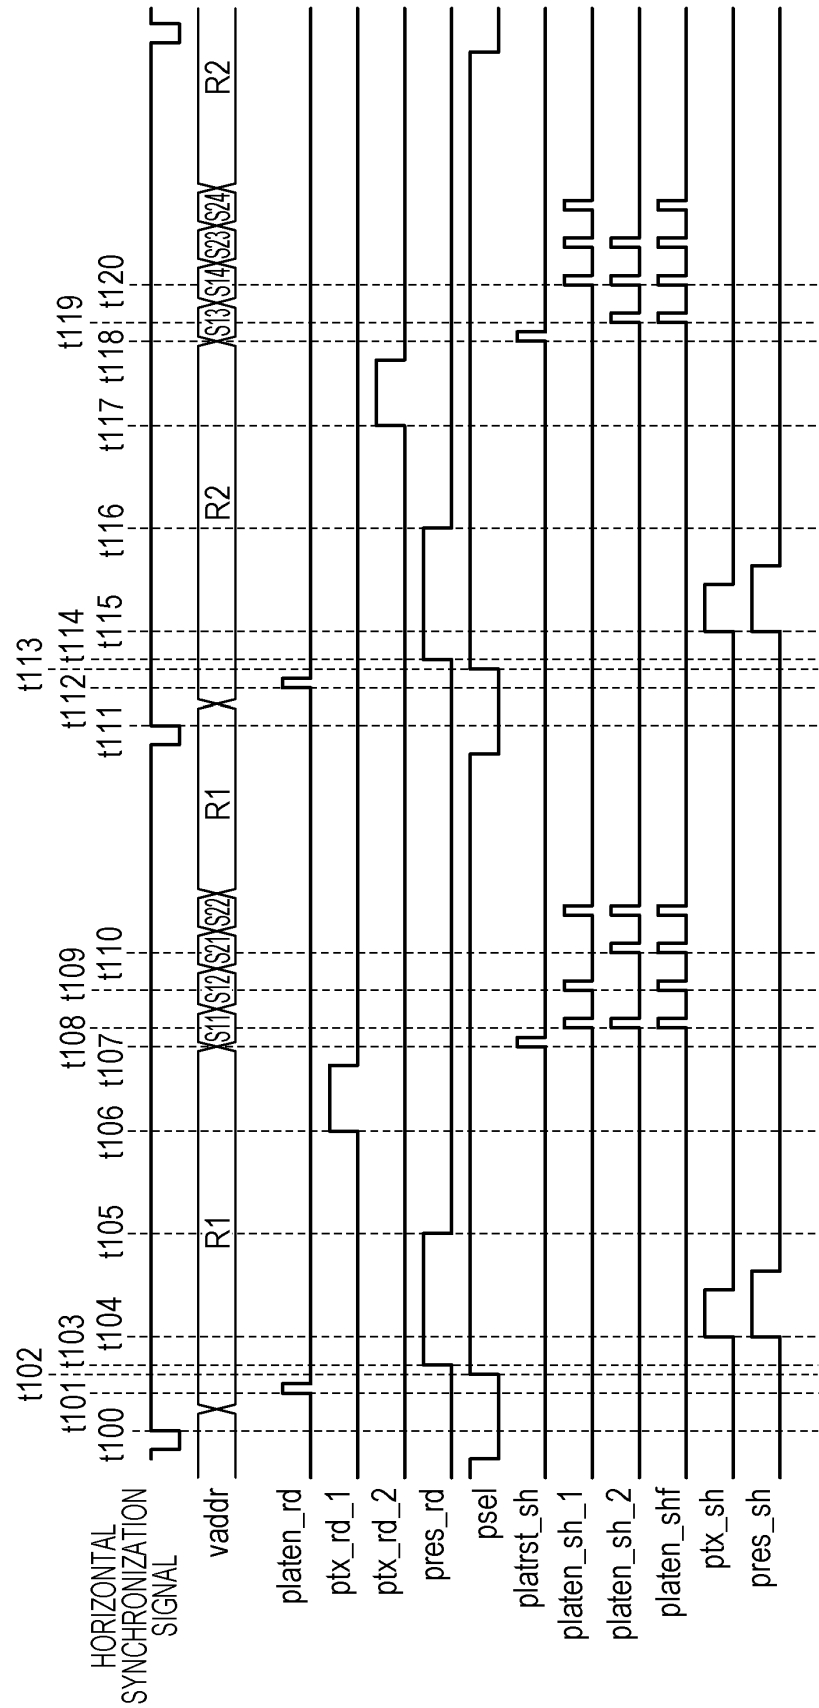 HORIZONTAL
SYNCHRONIZATION
SIGNAL
vaddr
platen_rd
ptx_rd_1
ptx_rd_2
pres_rd
psel
platrst_sh
platen_sh_1
platen_sh_2
platen_shf
ptx_sh
pres_sh
t100
t101
t102
t103
t104
t105
t106
t107
t108
t109
t110
t111
t112
t113
t114
t115
t116
t117
t118
t119
t120
R1
S11
S12
S21
S22
R1
R2
S13
S14
S23
S24
R2